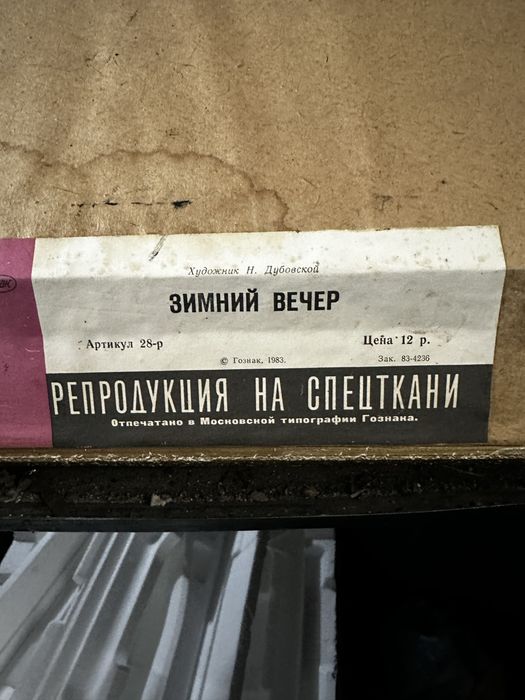 Художник Н. Дубовской
ЗИМНИЙ ВЕЧЕР
Артикул 28-р
Цена 12 р.
© Гознак, 1983.
Зак. 83-4236
РЕПРОДУКЦИЯ НА СПЕЦТКАНИ
Отпечатано в Московской типографии Гознака.